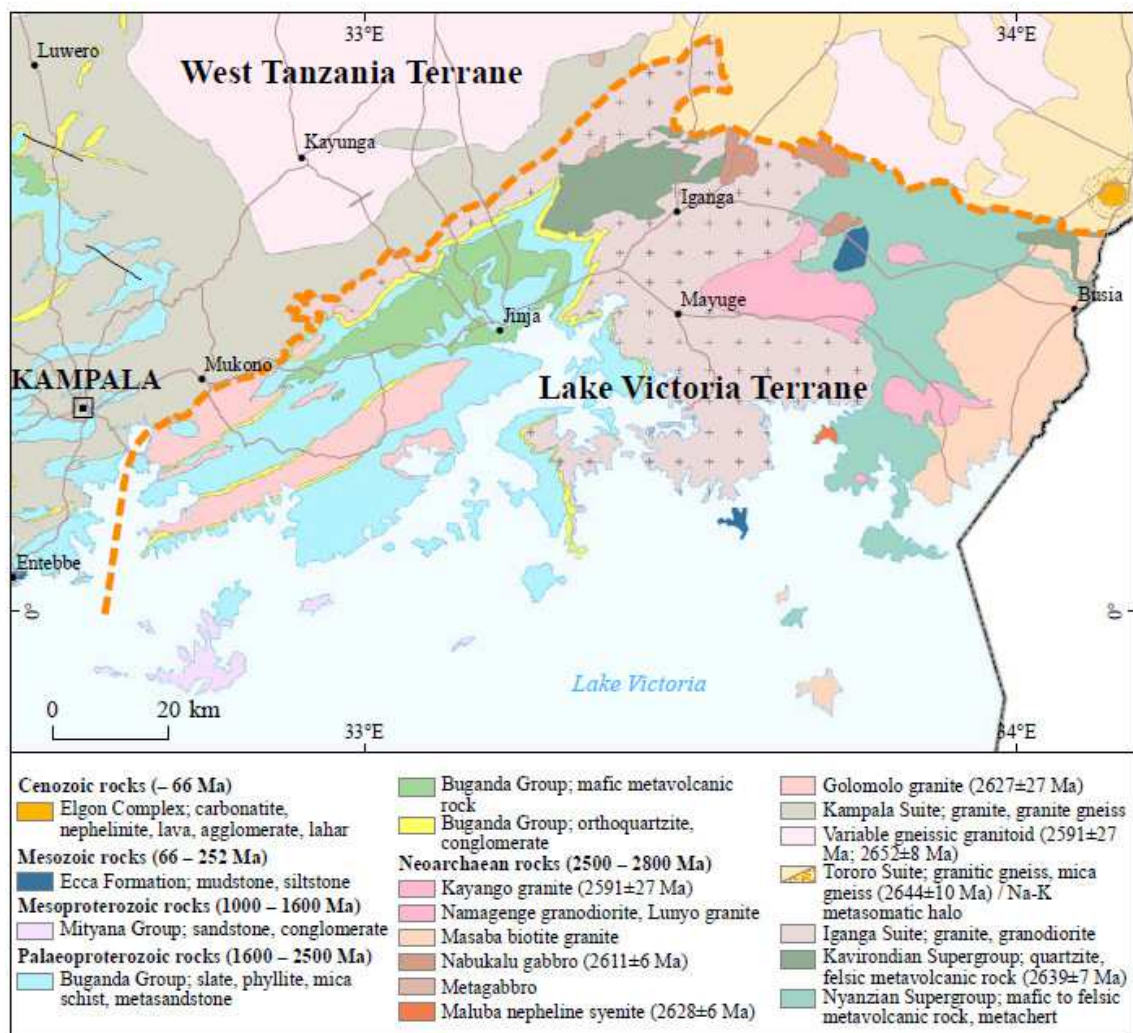 33°E
34°E
Luwero
West Tanzania Terrane
Kayunga
Iganga
Busia
Mayuge
Jinja
Mukono
KAMPALA
Lake Victoria Terrane
Entebbe
0°
0°
Lake Victoria
0 20 km
33°E
34°E
Cenozoic rocks (– 66 Ma)
Elgon Complex; carbonatite,
nephelinite, lava, agglomerate, lahar
Mesozoic rocks (66 – 252 Ma)
Ecca Formation; mudstone, siltstone
Mesoproterozoic rocks (1000 – 1600 Ma)
Mityana Group; sandstone, conglomerate
Palaeoproterozoic rocks (1600 – 2500 Ma)
Buganda Group; slate, phyllite, mica
schist, metasandstone
Buganda Group; mafic metavolcanic
rock
Buganda Group; orthoquartzite,
conglomerate
Neoarchaean rocks (2500 – 2800 Ma)
Kayango granite (2591±27 Ma)
Namagenge granodiorite, Lunyo granite
Masaba biotite granite
Nabukalu gabbro (2611±6 Ma)
Metagabbro
Maluba nepheline syenite (2628±6 Ma)
Golomolo granite (2627±27 Ma)
Kampala Suite; granite, granite gneiss
Variable gneissic granitoid (2591±27
Ma; 2652±8 Ma)
Tororo Suite; granitic gneiss, mica
gneiss (2644±10 Ma) / Na-K
metasomatic halo
Iganga Suite; granite, granodiorite
Kavirondian Supergroup; quartzite,
felsic metavolcanic rock (2639±7 Ma)
Nyanzian Supergroup; mafic to felsic
metavolcanic rock, metachert